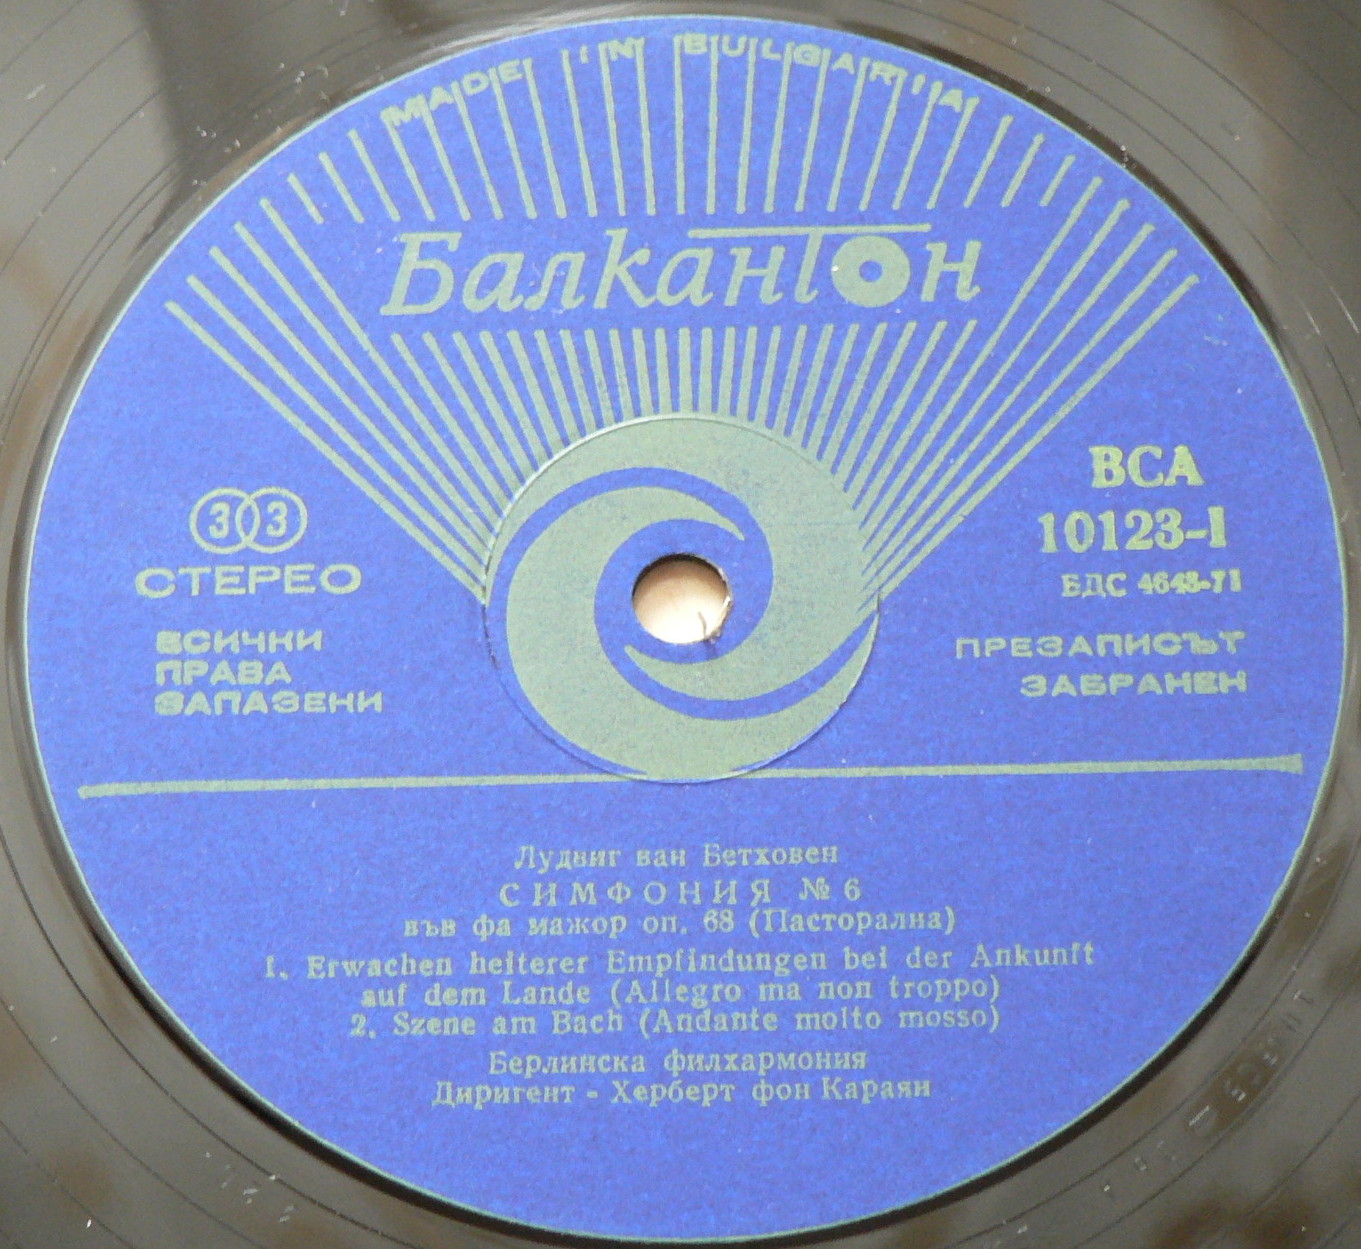 MADE IN BULGARIA
Балкантон
33
СТЕРЕО
ВСИЧКИ
ПРАВА
ЗАПАЗЕНИ
ВСА
10123-I
БДС 4643-71
ПРЕЗАПИСЪТ
ЗАБРАНЕН
Лудвиг ван Бетховен
СИМФОНИЯ № 6
във фа мажор оп. 68 (Пасторална)
1. Erwachen heiterer Empfindungen bei der Ankunft
auf dem Lande (Allegro ma non troppo)
2. Szene am Bach (Andante molto mosso)
Берлинска филхармония
Диригент - Херберт фон Караян